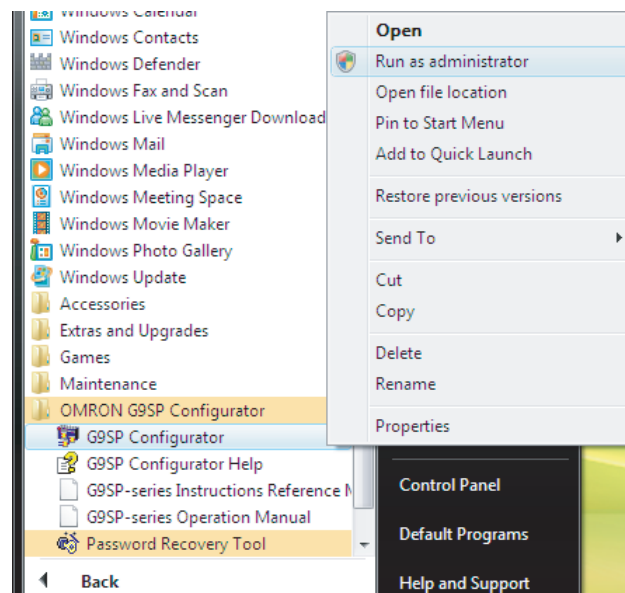 Windows Calendar
Windows Contacts
Windows Defender
Windows Fax and Scan
Windows Live Messenger Download
Windows Mail
Windows Media Player
Windows Meeting Space
Windows Movie Maker
Windows Photo Gallery
Windows Update
Accessories
Extras and Upgrades
Games
Maintenance
OMRON G9SP Configurator
G9SP Configurator
G9SP Configurator Help
G9SP-series Instructions Reference
G9SP-series Operation Manual
Password Recovery Tool
Back
Open
Run as administrator
Open file location
Pin to Start Menu
Add to Quick Launch
Restore previous versions
Send To
Cut
Copy
Delete
Rename
Properties
Control Panel
Default Programs
Help and Support